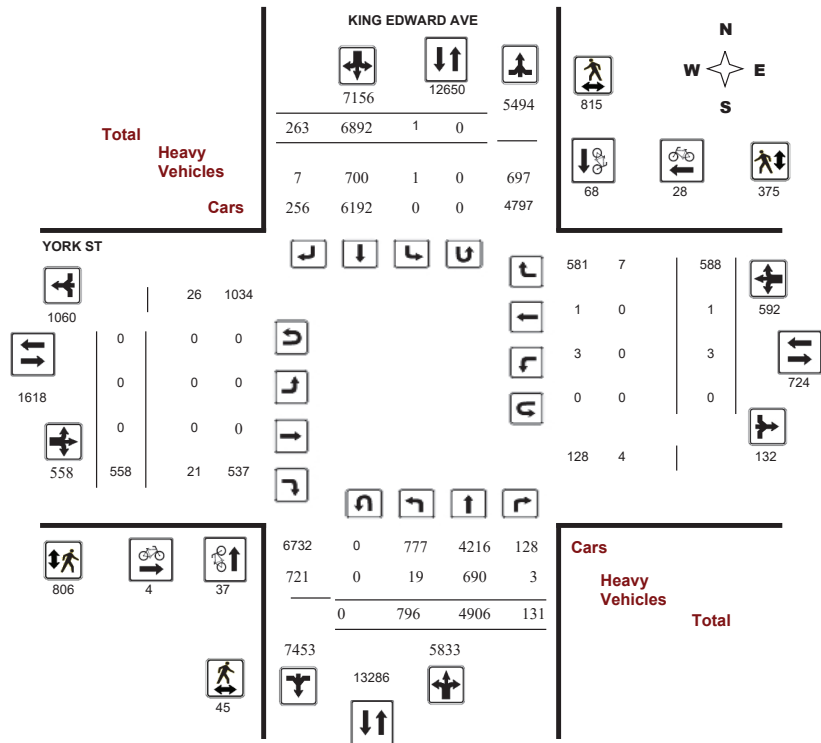 KING EDWARD AVE
N
W E
S
7156 12650 5494 815
Total 263 6892 1 0
Heavy
Vehicles 7 700 1 0 697
68 28 375
Cars 256 6192 0 0 4797
YORK ST
581 7 588
26 1034
1060 1 0 1 592
0 0 0
3 0 3
724
0 0 0
1618 0 0 0
0 0 0
558 558 21 537
128 4 132
6732 0 777 4216 128 Cars
721 0 19 690 3 Heavy
Vehicles
806 4 37
0 796 4906 131 Total
7453 5833
13286
45